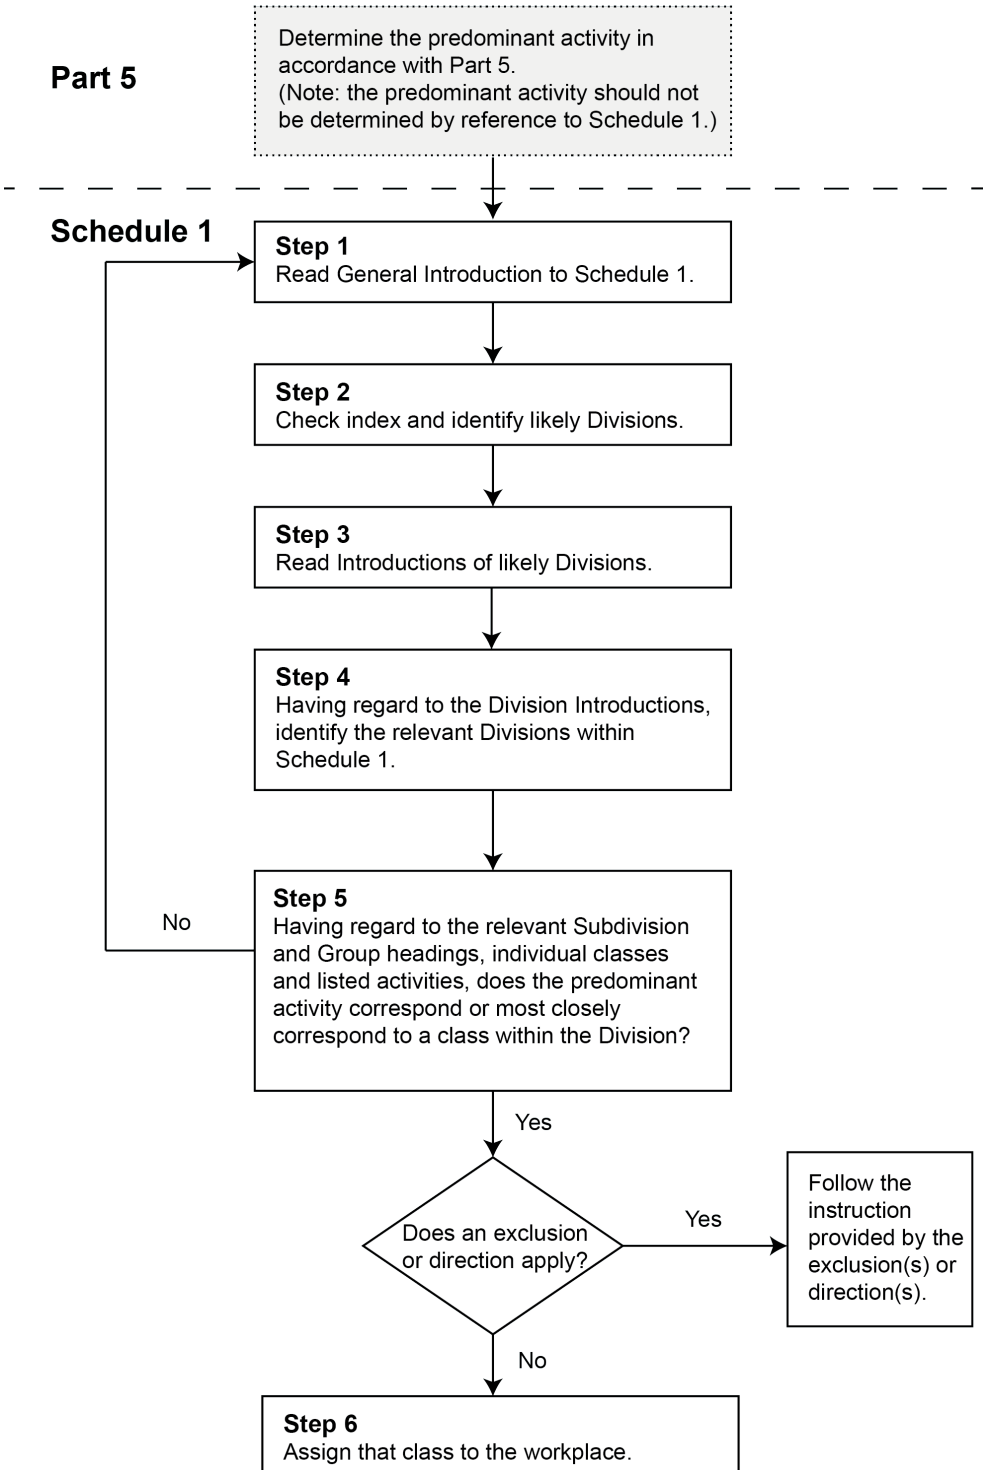 Part 5
Determine the predominant activity in
accordance with Part 5.
(Note: the predominant activity should not
be determined by reference to Schedule 1.)
Schedule 1
Step 1
Read General Introduction to Schedule 1.
Step 2
Check index and identify likely Divisions.
Step 3
Read Introductions of likely Divisions.
Step 4
Having regard to the Division Introductions,
identify the relevant Divisions within
Schedule 1.
Step 5
Having regard to the relevant Subdivision
and Group headings, individual classes
and listed activities, does the predominant
activity correspond or most closely
correspond to a class within the Division?
No
Yes
Does an exclusion
or direction apply?
Yes
Follow the
instruction
provided by the
exclusion(s) or
direction(s).
No
Step 6
Assign that class to the workplace.